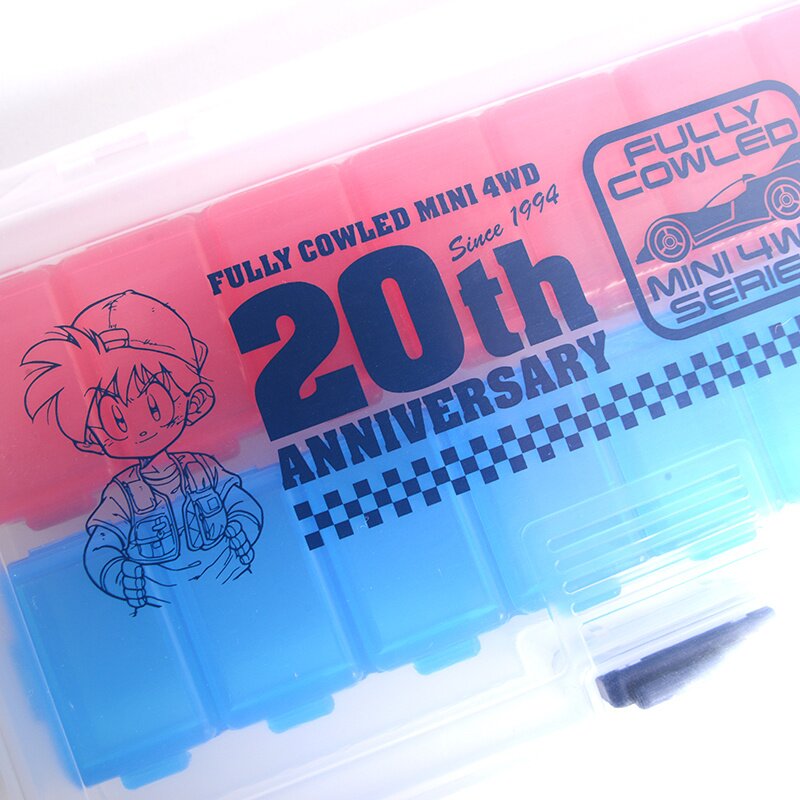 FULLY COWLED MINI 4WD
Since 1994
20th
ANNIVERSARY
FULLY
COWLED
MINI 4W
SERIE